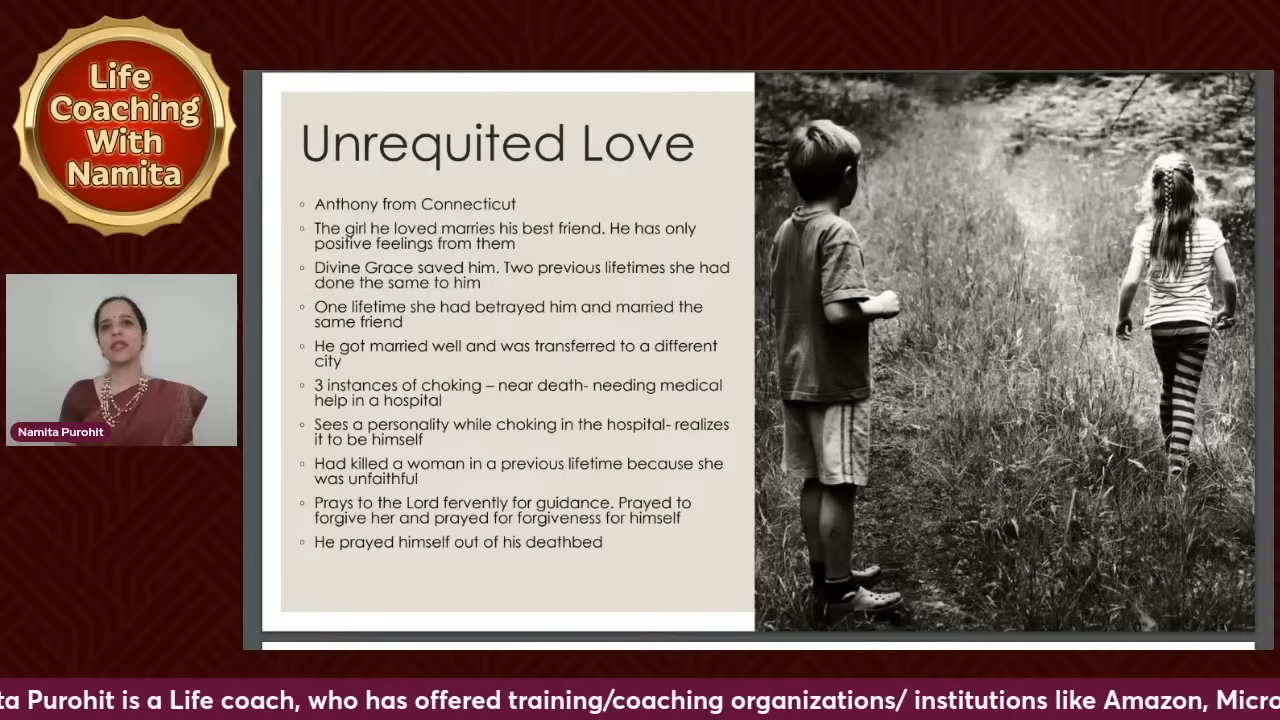 Life
Coaching
With
Namita
Namita Purohit
Unrequited Love
Anthony from Connecticut
The girl he loved marries his best friend. He has only
positive feelings from them
Divine Grace saved him. Two previous lifetimes she had
done the same to him
One lifetime she had betrayed him and married the
same friend
He got married well and was transferred to a different
city
3 instances of choking – near death- needing medical
help in a hospital
Sees a personality while choking in the hospital- realizes
it to be himself
Had killed a woman in a previous lifetime because she
was unfaithful
Prays to the Lord fervently for guidance. Prayed to
forgive her and prayed for forgiveness for himself
He prayed himself out of his deathbed
ta Purohit is a Life coach, who has offered training/coaching organizations/ institutions like Amazon, Micro